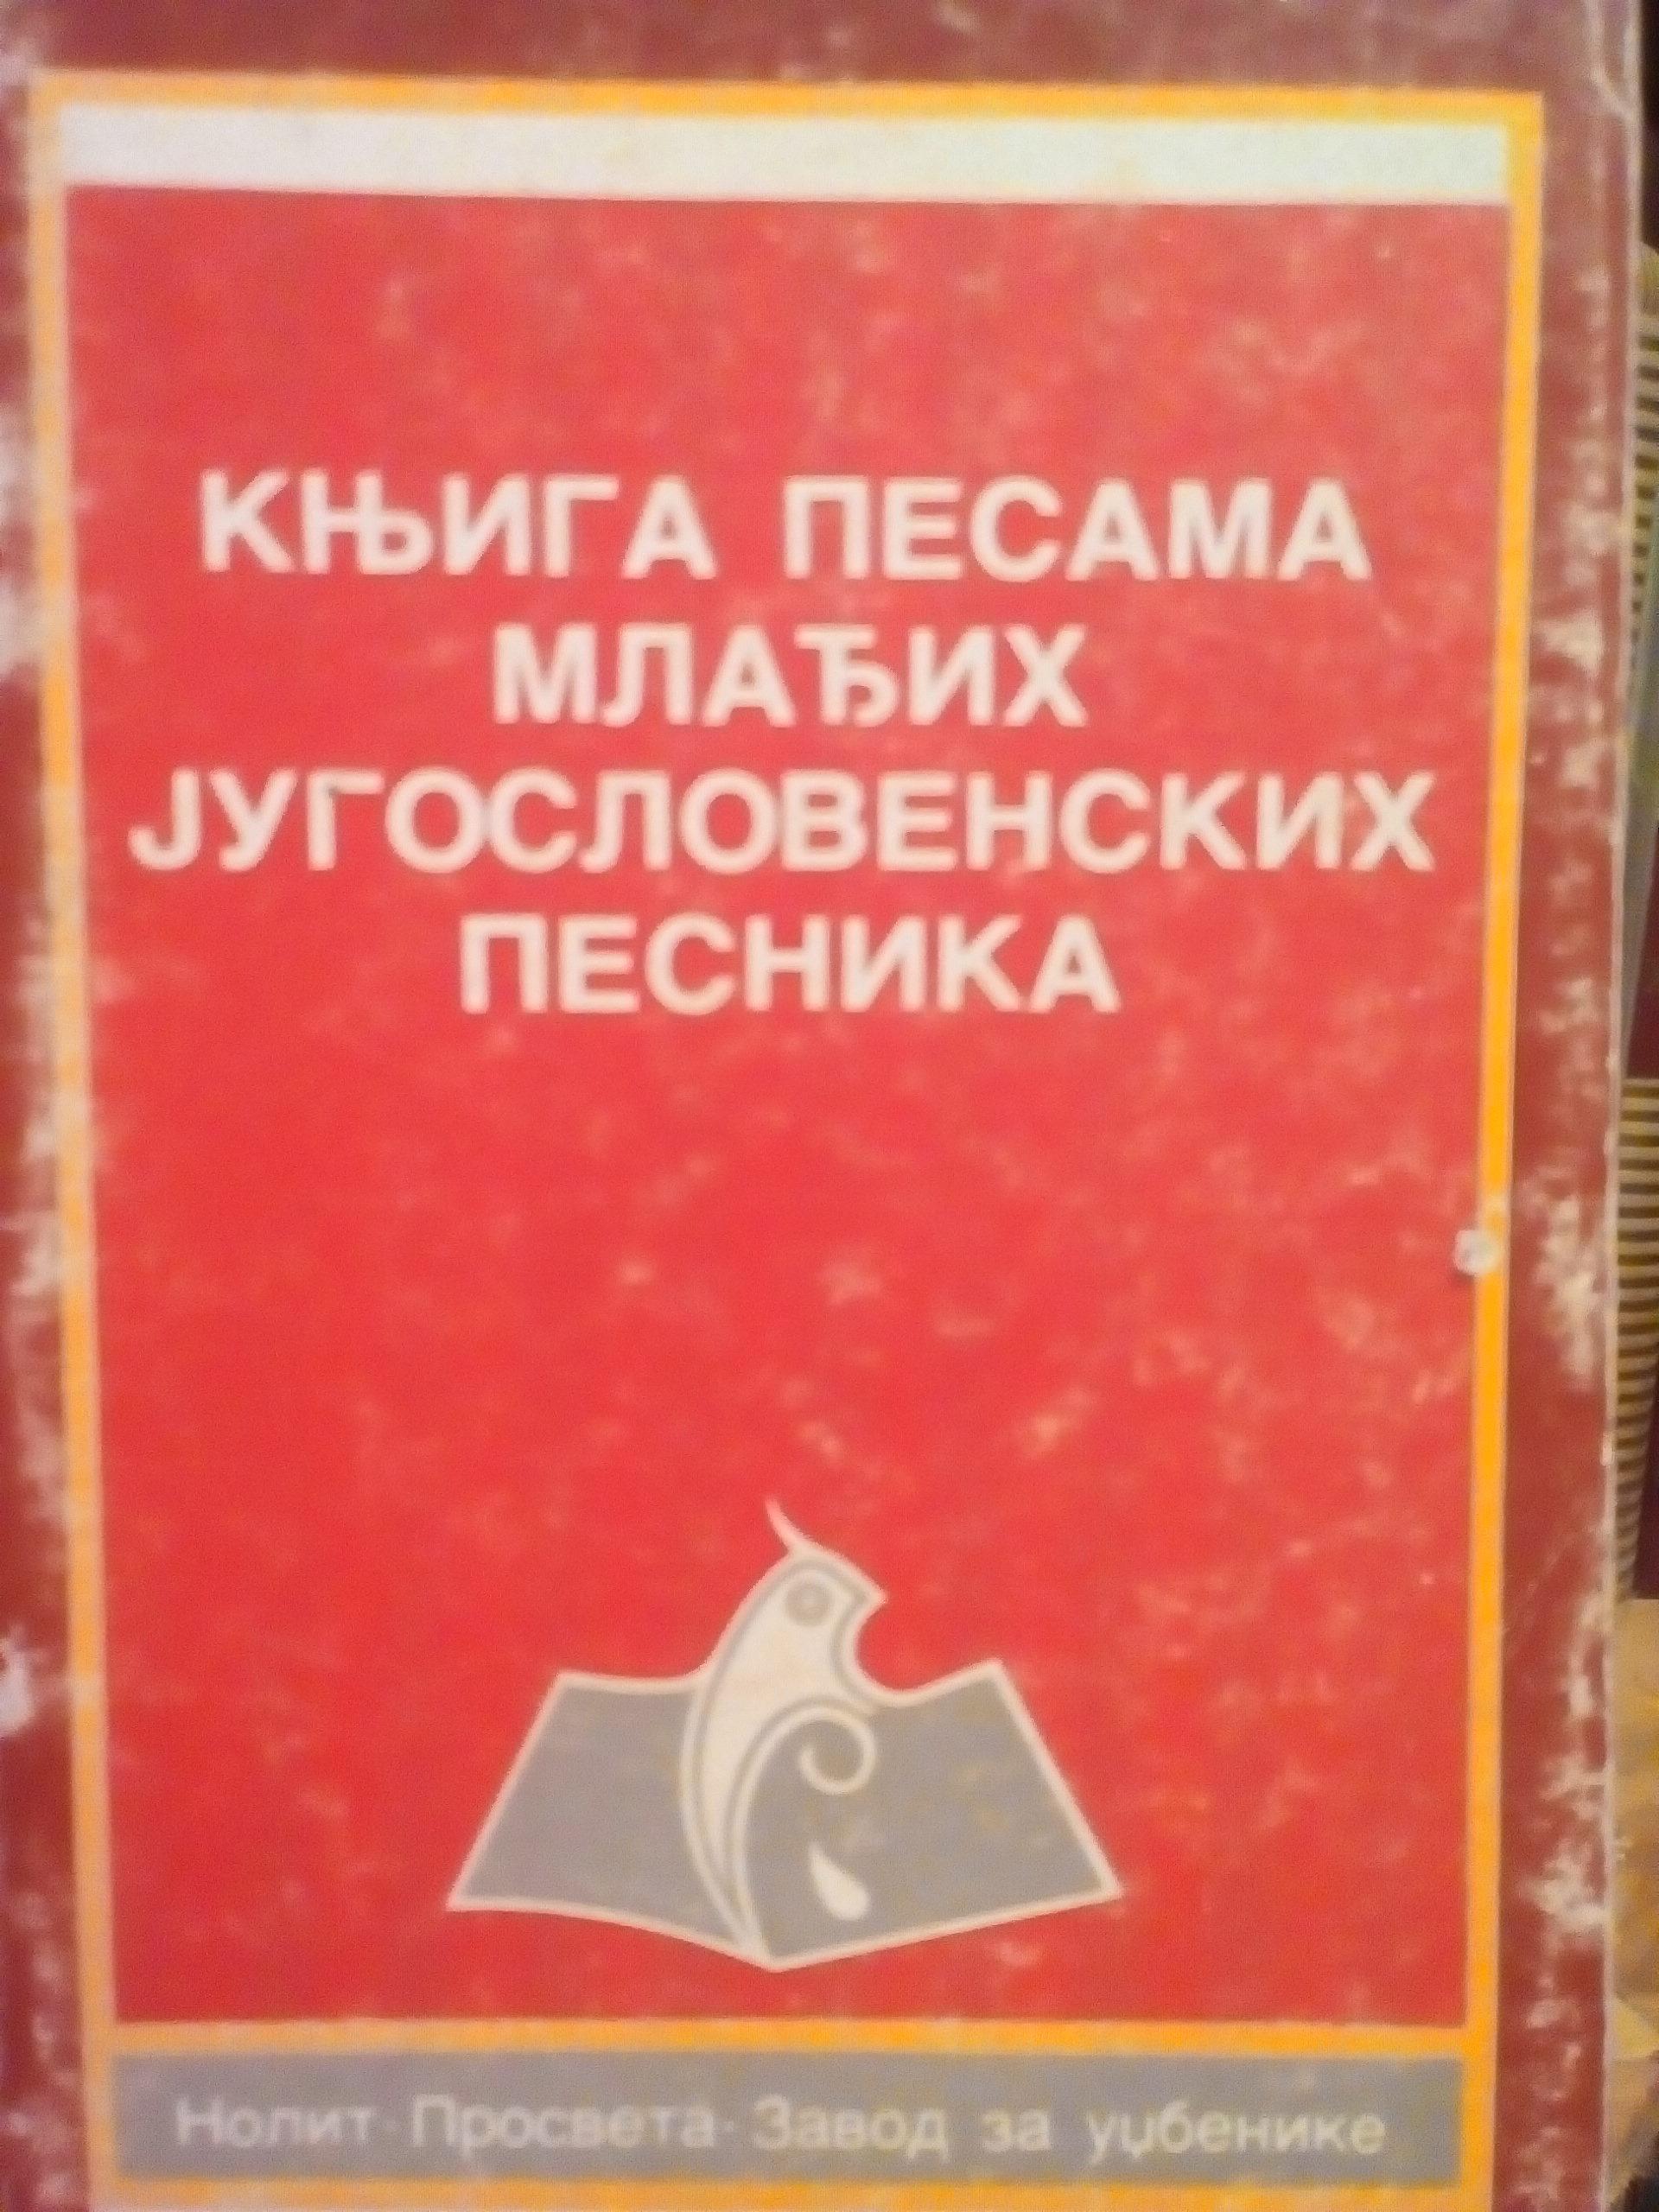 КЊИГА ПЕСАМА
МЛАЂИХ
ЈУГОСЛОВЕНСКИХ
ПЕСНИКА
Нолит · Просвета · Завод за уџбенике